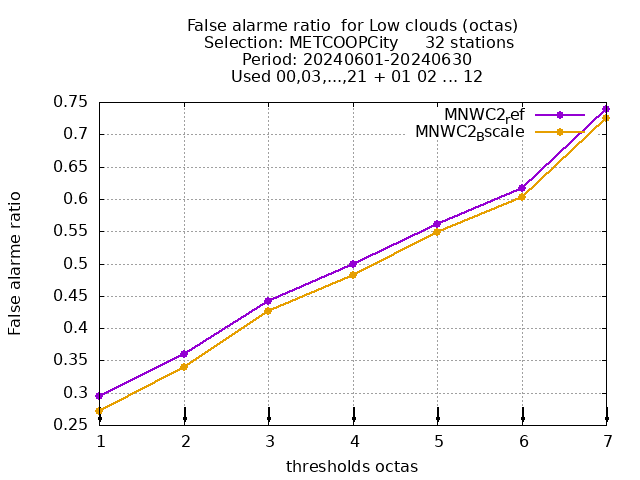 False alarme ratio  for Low clouds (octas)
Selection: METCOOPCity     32 stations
Period: 20240601-20240630
Used 00,03,...,21 + 01 02 ... 12
MNWC2ref
MNWC2Bscale
0.75
0.7
0.65
0.6
0.55
0.5
0.45
0.4
0.35
0.3
0.25
False alarme ratio
1 2 3 4 5 6 7
thresholds octas